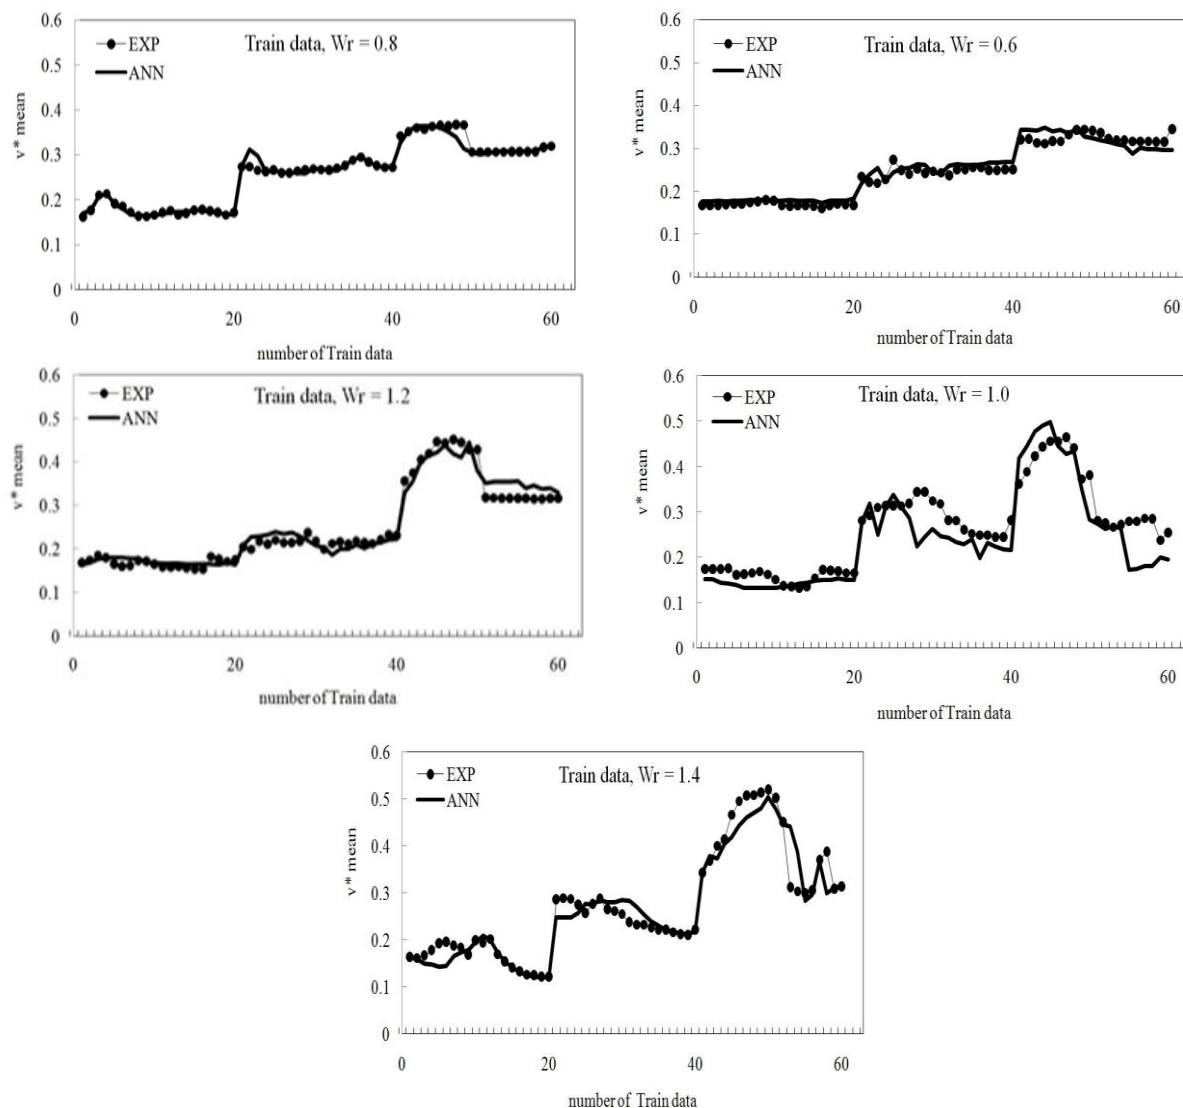 0.6
EXP
Train data, Wr = 0.8
0.5
ANN
0.4
v* mean
0.3
0.2
0.1
0
0
20
40
60
number of Train data
0.6
EXP
Train data, Wr = 0.6
0.5
ANN
0.4
v* mean
0.3
0.2
0.1
0
0
20
40
60
number of Train data
0.6
EXP
Train data, Wr = 1.2
0.5
ANN
0.4
v* mean
0.3
0.2
0.1
0
0
20
40
60
number of Train data
0.6
EXP
Train data, Wr = 1.0
0.5
ANN
0.4
v* mean
0.3
0.2
0.1
0
0
20
40
60
number of Train data
0.6
EXP
Train data, Wr = 1.4
0.5
ANN
0.4
v* mean
0.3
0.2
0.1
0
0
20
40
60
number of Train data